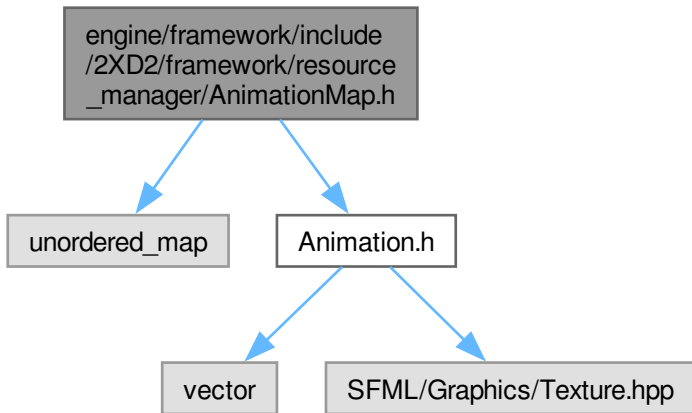 engine/framework/include
/2XD2/framework/resource
_manager/AnimationMap.h
unordered_map
Animation.h
vector
SFML/Graphics/Texture.hpp